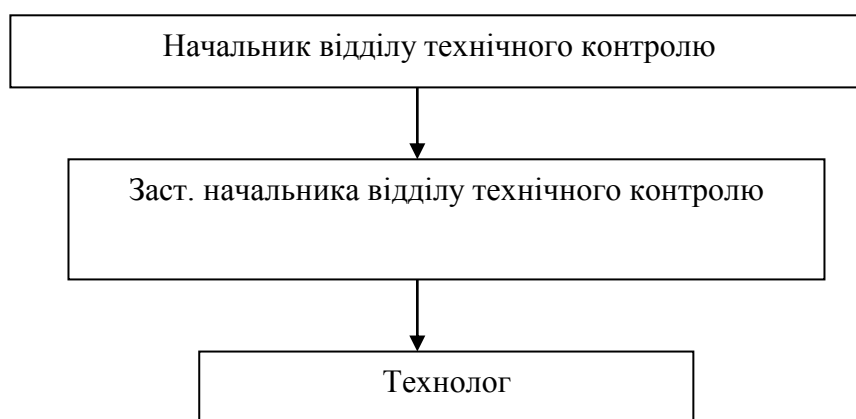 Начальник відділу технічного контролю
Заст. начальника відділу технічного контролю
Технолог